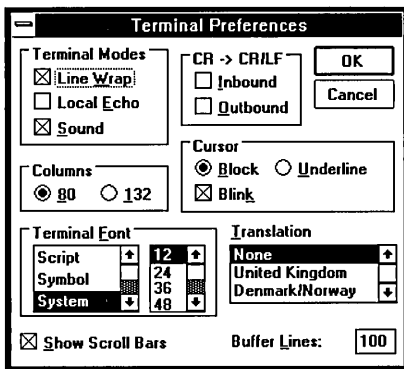 Terminal Preferences
Terminal Modes
Line Wrap
Local Echo
Sound
CR -> CR/LF
Inbound
Outbound
OK
Cancel
Columns
80 132
Cursor
Block Underline
Blink
Terminal Font
Script
Symbol
System
12
24
36
48
Translation
None
United Kingdom
Denmark/Norway
Show Scroll Bars
Buffer Lines: 100